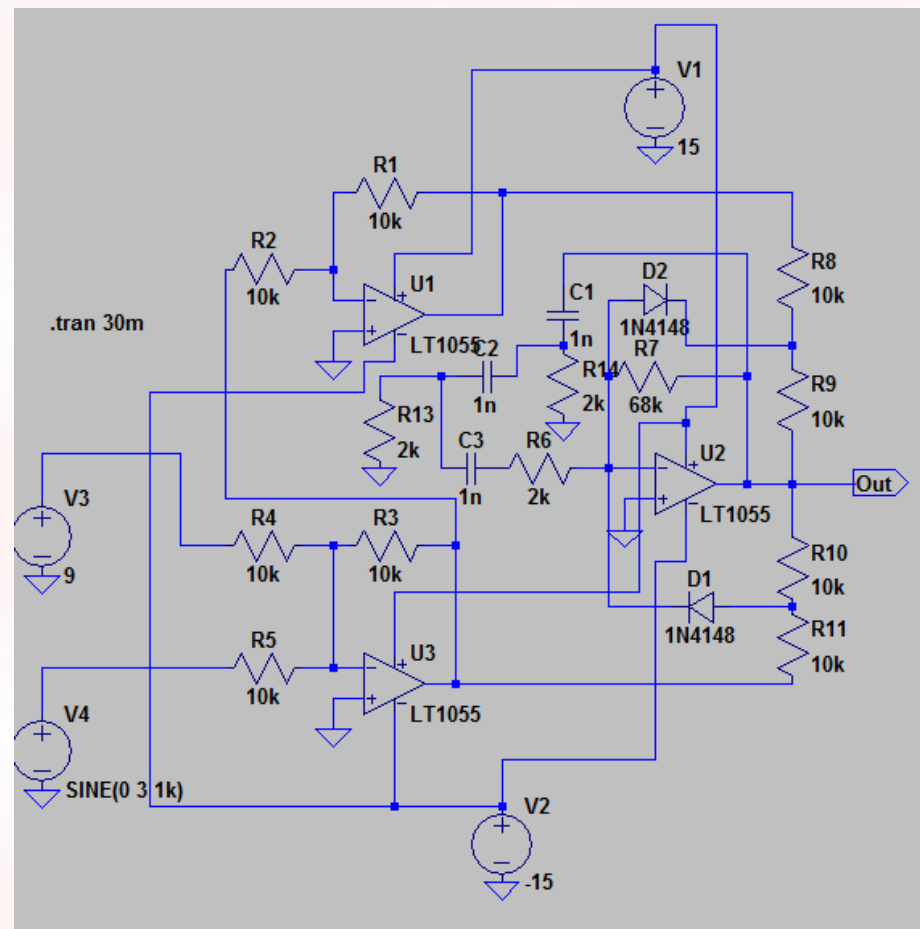 V1
15
R1
10k
R2
10k
U1
LT1055
.tran 30m
C1
1n
D2
1N4148
R8
10k
C2
1n
R14
2k
R7
68k
R9
10k
R13
2k
C3
1n
R6
2k
U2
LT1055
Out
V3
9
R4
10k
R3
10k
R10
10k
D1
1N4148
R11
10k
R5
10k
U3
LT1055
V4
SINE(0 3 1k)
V2
-15